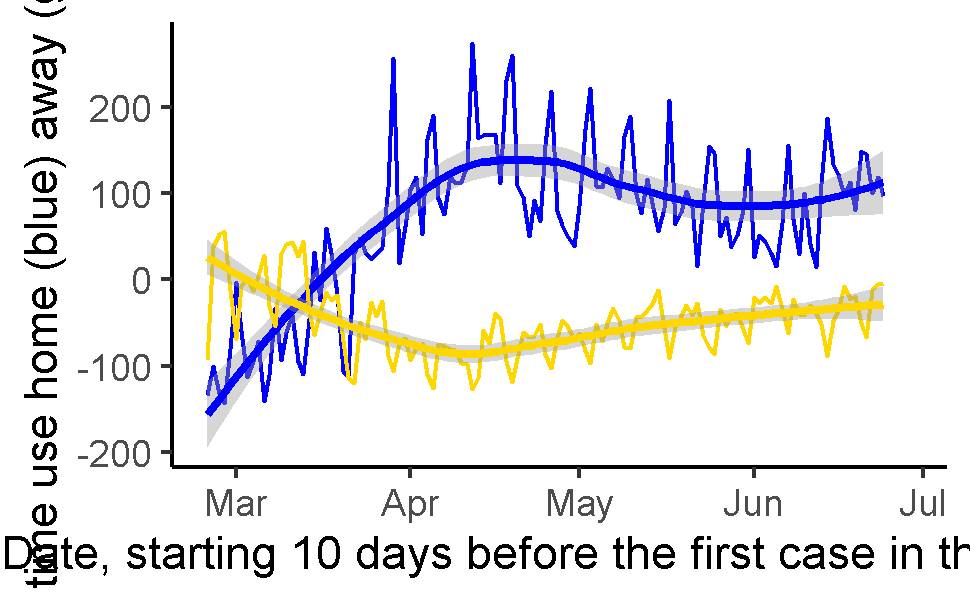 time use home (blue) away (
200
100
0
-100
-200
Mar Apr May Jun Jul
Date, starting 10 days before the first case in th